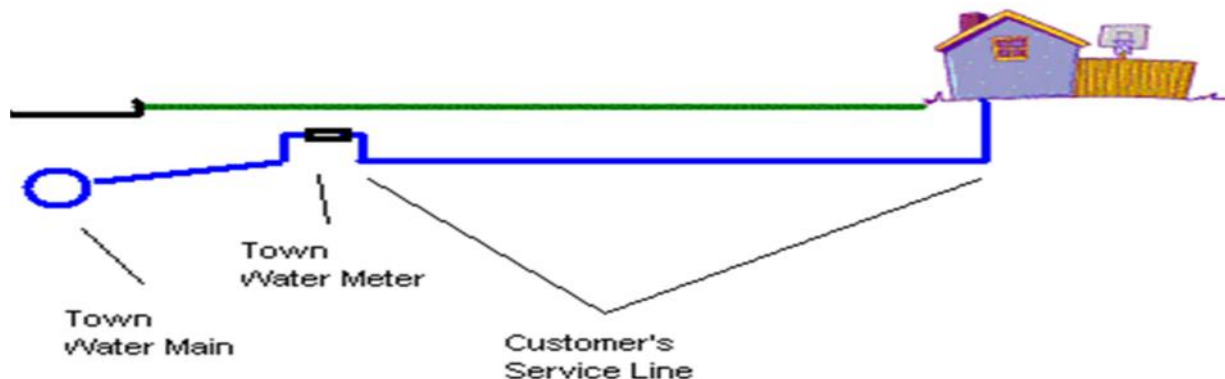 Town
Water Meter
Town
Water Main
Customer's
Service Line